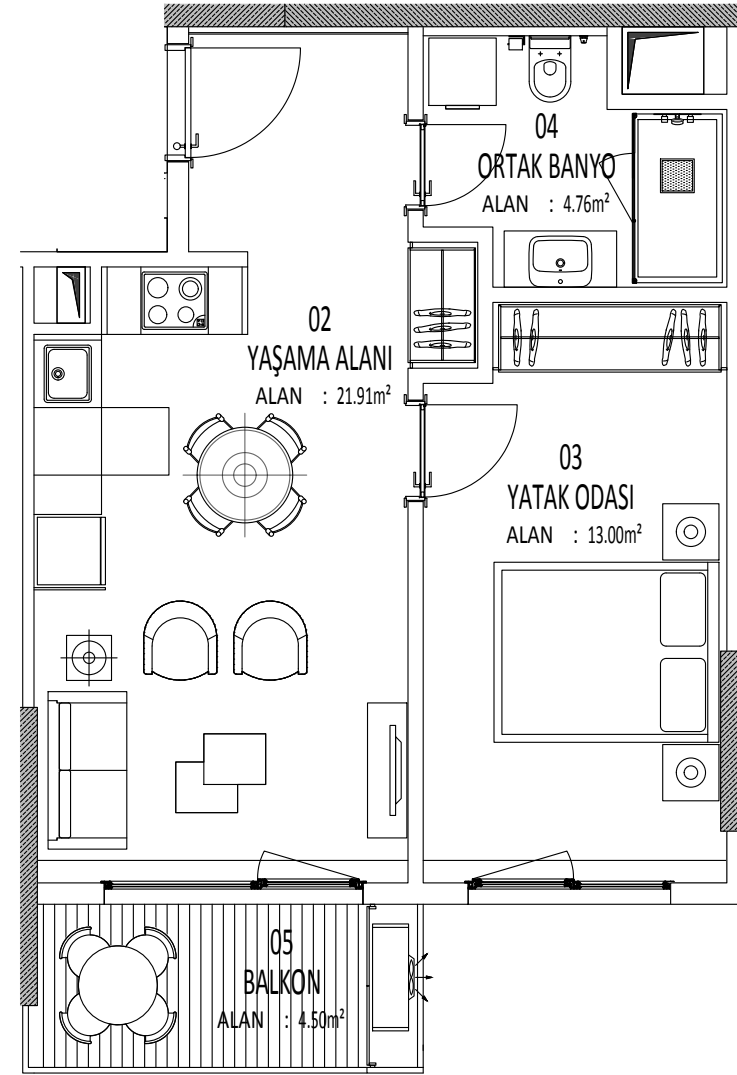 04
ORTAK BANYO
ALAN : 4.76m²
02
YAŞAMA ALANI
ALAN : 21.91m²
03
YATAK ODASI
ALAN : 13.00m²
05
BALKON
ALAN : 4.50m²